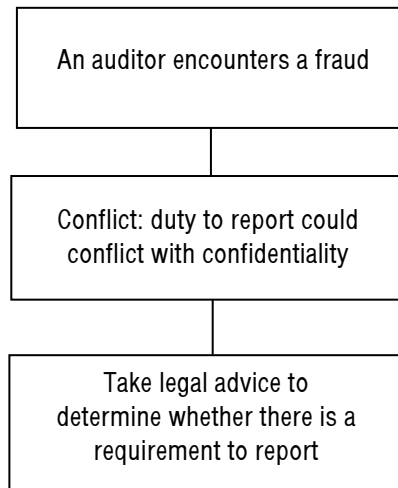 An auditor encounters a fraud
Conflict: duty to report could
conflict with confidentiality
Take legal advice to
determine whether there is a
requirement to report